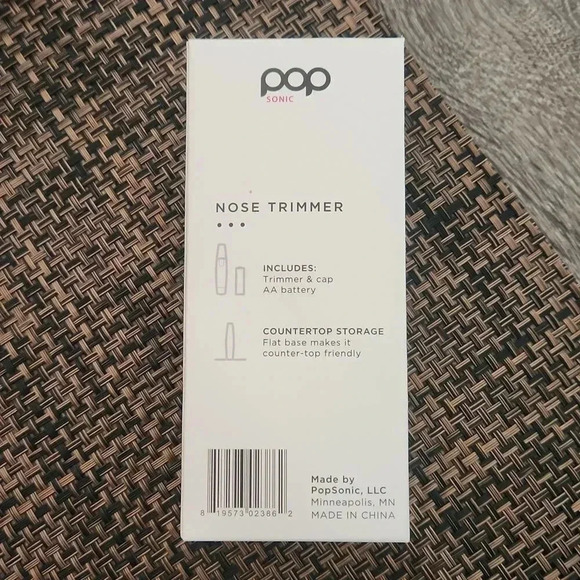 pop
SONIC
NOSE TRIMMER
INCLUDES:
Trimmer & cap
AA battery
COUNTERTOP STORAGE
Flat base makes it
counter-top friendly
Made by
PopSonic, LLC
Minneapolis, MN
MADE IN CHINA
8 19573 02386 2